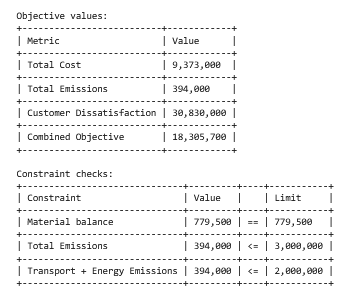 Objective values:
+-----------------------+------------+
| Metric                | Value      |
+-----------------------+------------+
| Total Cost            | 9,373,000  |
+-----------------------+------------+
| Total Emissions       | 394,000    |
+-----------------------+------------+
| Customer Dissatisfaction | 30,830,000 |
+-----------------------+------------+
| Combined Objective    | 18,305,700 |
+-----------------------+------------+
Constraint checks:
+------------------------------+---------+----+-----------+
| Constraint                   | Value   |    | Limit     |
+------------------------------+---------+----+-----------+
| Material balance             | 779,500 | == | 779,500   |
+------------------------------+---------+----+-----------+
| Total Emissions              | 394,000 | <= | 3,000,000 |
+------------------------------+---------+----+-----------+
| Transport + Energy Emissions | 394,000 | <= | 2,000,000 |
+------------------------------+---------+----+-----------+